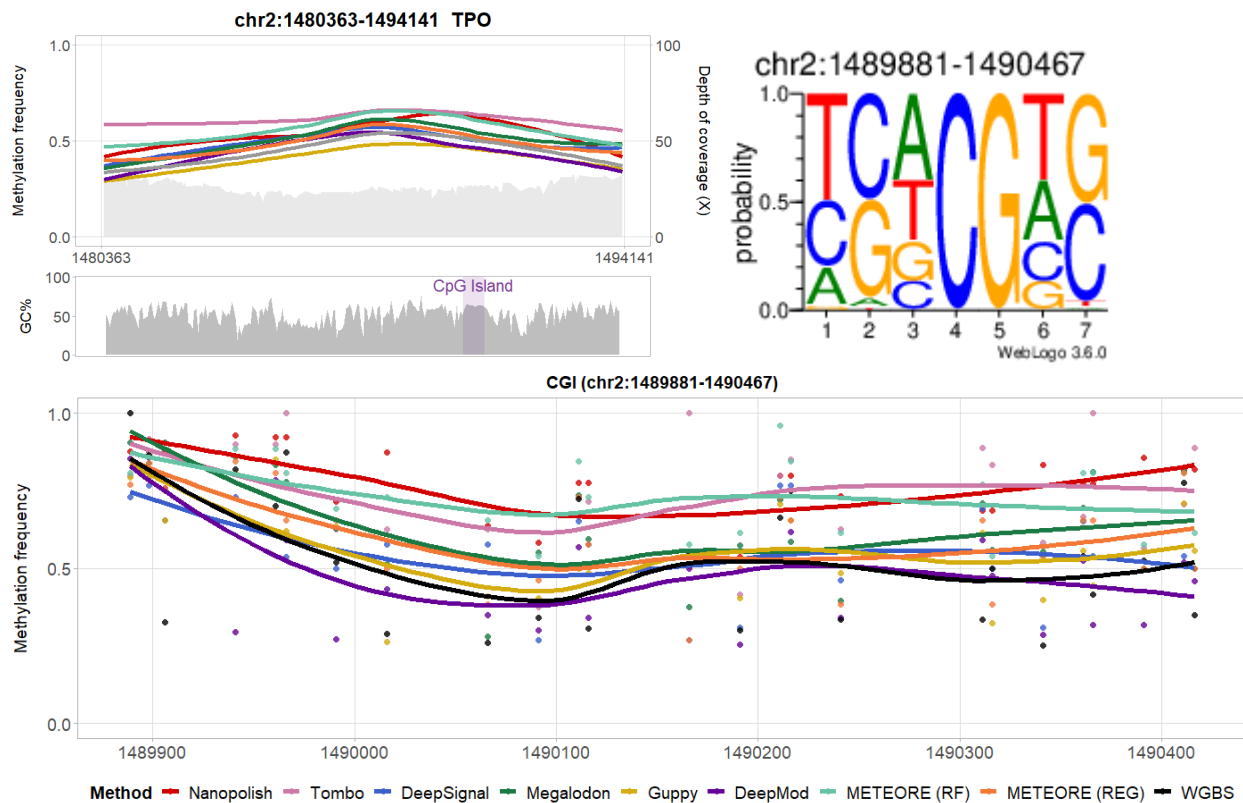 chr2:1480363-1494141 TPO
1.0
0.5
0.0
Methylation frequency
100
50
0
Depth of coverage (X)
1480363
1494141
100
50
0
GC%
CpG Island
chr2:1489881-1490467
1.0
0.5
0.0
probability
T
C
A
C
G
A
T
A
C
G
T
G
C
C
G
T
A
C
G
G
C
1
2
3
4
5
6
7
WebLogo 3.6.0
CGI (chr2:1489881-1490467)
1.0
0.5
0.0
Methylation frequency
1489900
1490000
1490100
1490200
1490300
1490400
Method Nanopolish Tombo DeepSignal Megalodon Guppy DeepMod METEORE (RF) METEORE (REG) WGBS